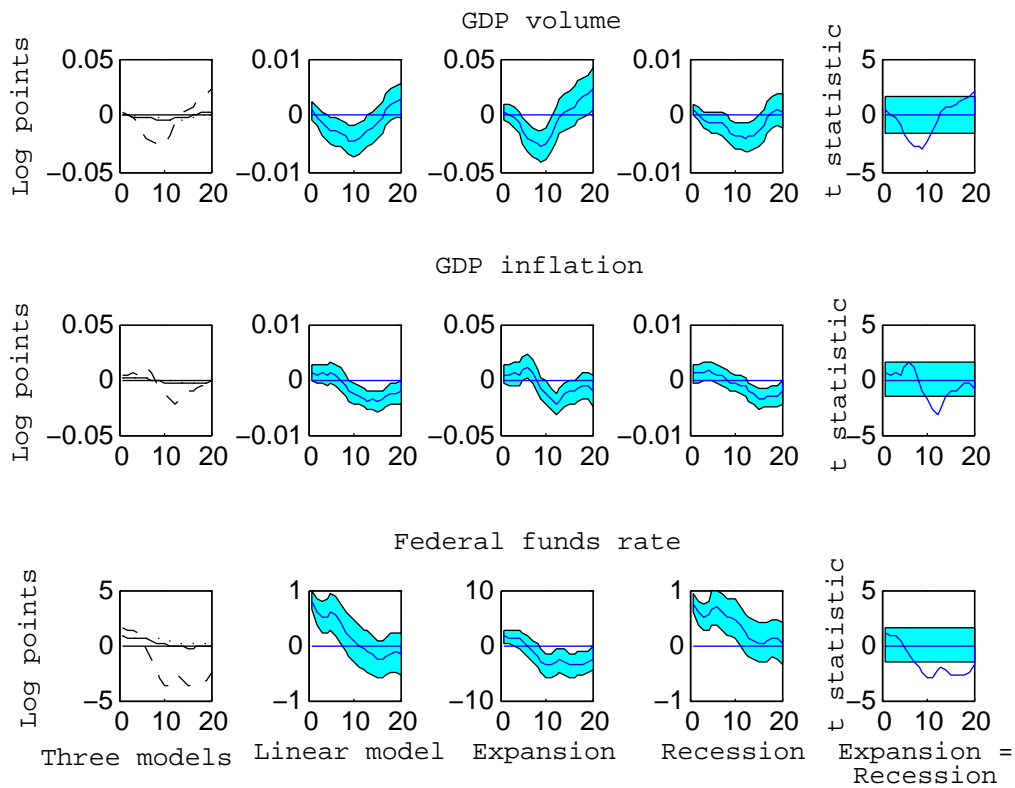 GDP volume
Log points
0.05
0
−0.05
0 10 20
0.01
0
−0.01
0 10 20
0.05
0
−0.05
0 10 20
0.01
0
−0.01
0 10 20
t statistic
5
0
−5
0 10 20
GDP inflation
Log points
0.05
0
−0.05
0 10 20
0.01
0
−0.01
0 10 20
0.05
0
−0.05
0 10 20
0.01
0
−0.01
0 10 20
t statistic
5
0
−5
0 10 20
Federal funds rate
Log points
5
0
−5
0 10 20
Three models
1
0
−1
0 10 20
Linear model
10
0
−10
0 10 20
Expansion
1
0
−1
0 10 20
Recession
t statistic
5
0
−5
0 10 20
Expansion =
Recession